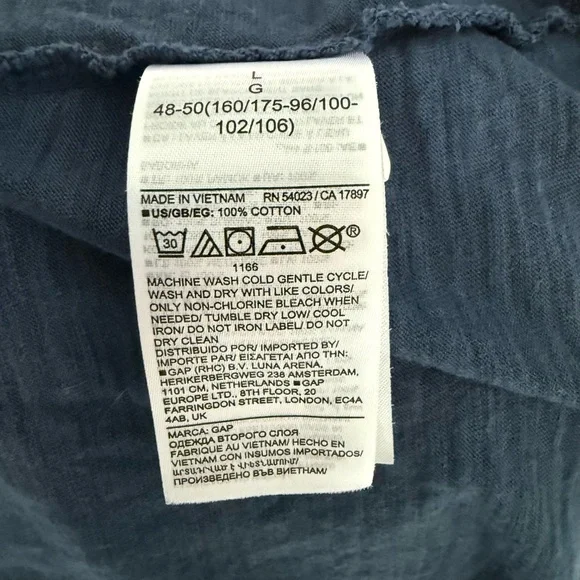 L
G
48-50(160/175-96/100-
102/106)
MADE IN VIETNAM RN 54023 / CA 17897
■US/GB/EG: 100% COTTON
30
®
1166
MACHINE WASH COLD GENTLE CYCLE/
WASH AND DRY WITH LIKE COLORS/
ONLY NON-CHLORINE BLEACH WHEN
NEEDED/ TUMBLE DRY LOW/ COOL
IRON/ DO NOT IRON LABEL/ DO NOT
DRY CLEAN
DISTRIBUIDO POR/IMPORTED BY/
IMPORTE PAR/ ΕΙΣΑΓΕΤΑΙ ΑΠΟ ΤΗΝ:
■ GAP (RHC) B.V. LUNA ARENA,
HERIKERBERGWEG 238 AMSTERDAM,
1101 CM, NETHERLANDS ■GAP
EUROPE LTD., 8TH FLOOR, 20
FARRINGDON STREET, LONDON, EC4A
4AB, UK
МАRCA: GAP
ОДЕЖДА ВТОРОГО СЛОЯ
FABRIQUE AU VIETNAM/ HECHO EN
VIETNAM CON INSUMOS IMPORTADOS/
ПРОИЗВЕДЕНО ВЪВ ВИЕТНАМ/